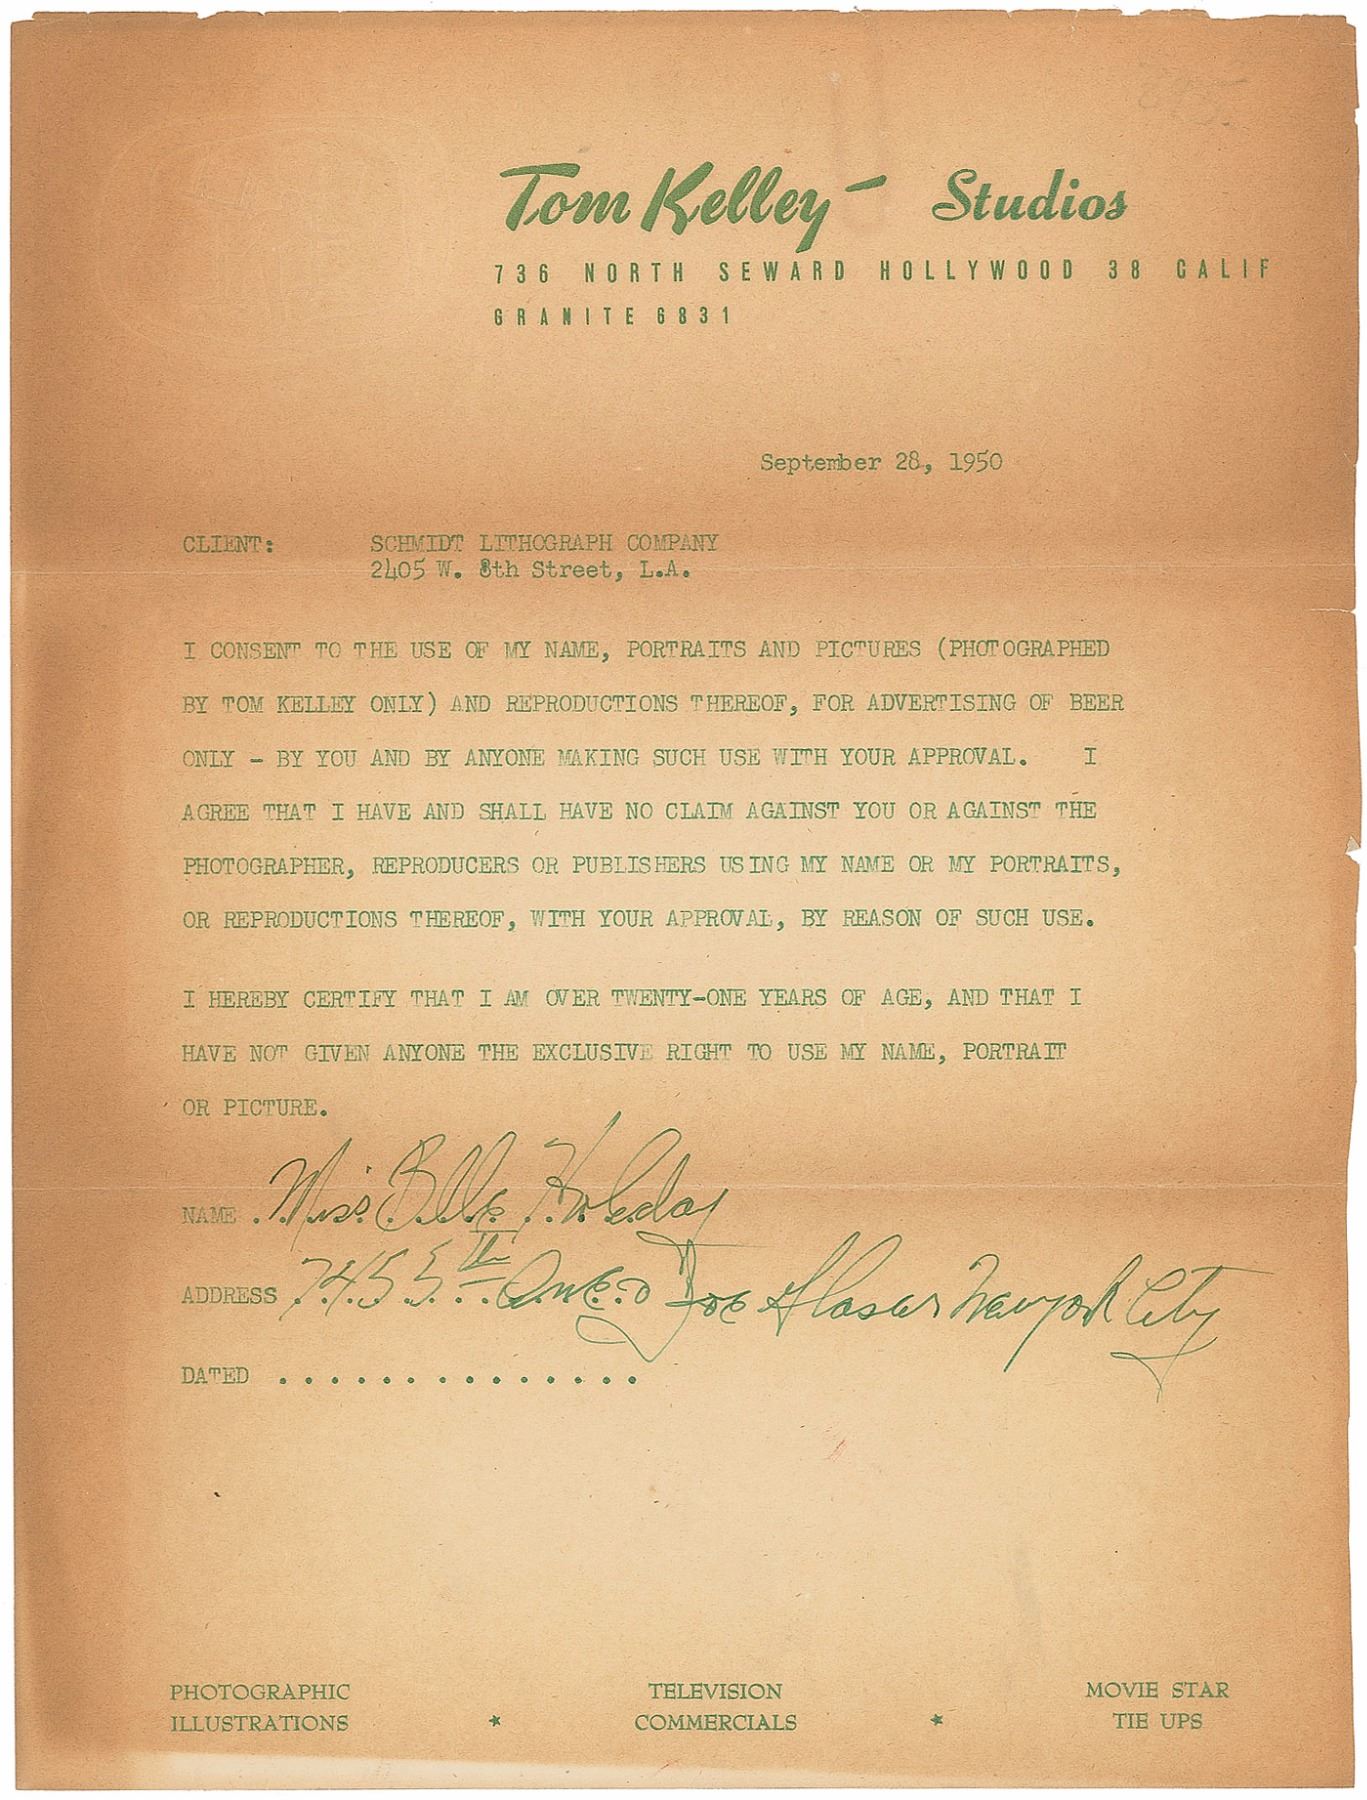 Tom Kelley - Studios
736 NORTH SEWARD HOLLYWOOD 38 CALIF
GRANITE 6831
September 28, 1950
CLIENT: SCHMIDT LITHOGRAPH COMPANY
2405 W. 8th Street, L.A.
I CONSENT TO THE USE OF MY NAME, PORTRAITS AND PICTURES (PHOTOGRAPHED
BY TOM KELLEY ONLY) AND REPRODUCTIONS THEREOF, FOR ADVERTISING OF BEER
ONLY - BY YOU AND BY ANYONE MAKING SUCH USE WITH YOUR APPROVAL. I
AGREE THAT I HAVE AND SHALL HAVE NO CLAIM AGAINST YOU OR AGAINST THE
PHOTOGRAPHER, REPRODUCERS OR PUBLISHERS USING MY NAME OR MY PORTRAITS,
OR REPRODUCTIONS THEREOF, WITH YOUR APPROVAL, BY REASON OF SUCH USE.
I HEREBY CERTIFY THAT I AM OVER TWENTY-ONE YEARS OF AGE, AND THAT I
HAVE NOT GIVEN ANYONE THE EXCLUSIVE RIGHT TO USE MY NAME, PORTRAIT
OR PICTURE.
NAME Miss Billie Holiday
ADDRESS 745 5th Ave Joe Glaser New York City
DATED ..............
PHOTOGRAPHIC TELEVISION MOVIE STAR
ILLUSTRATIONS * COMMERCIALS * TIE UPS